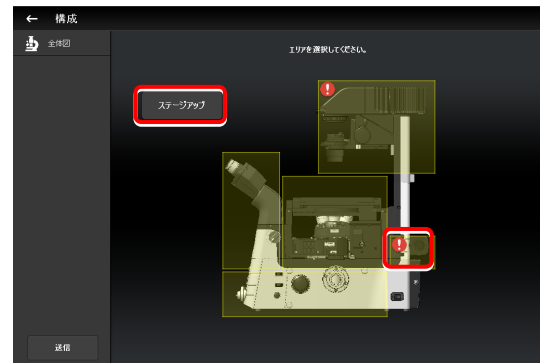 ← 構成
全体図
エリアを選択してください。
ステージアップ
送信